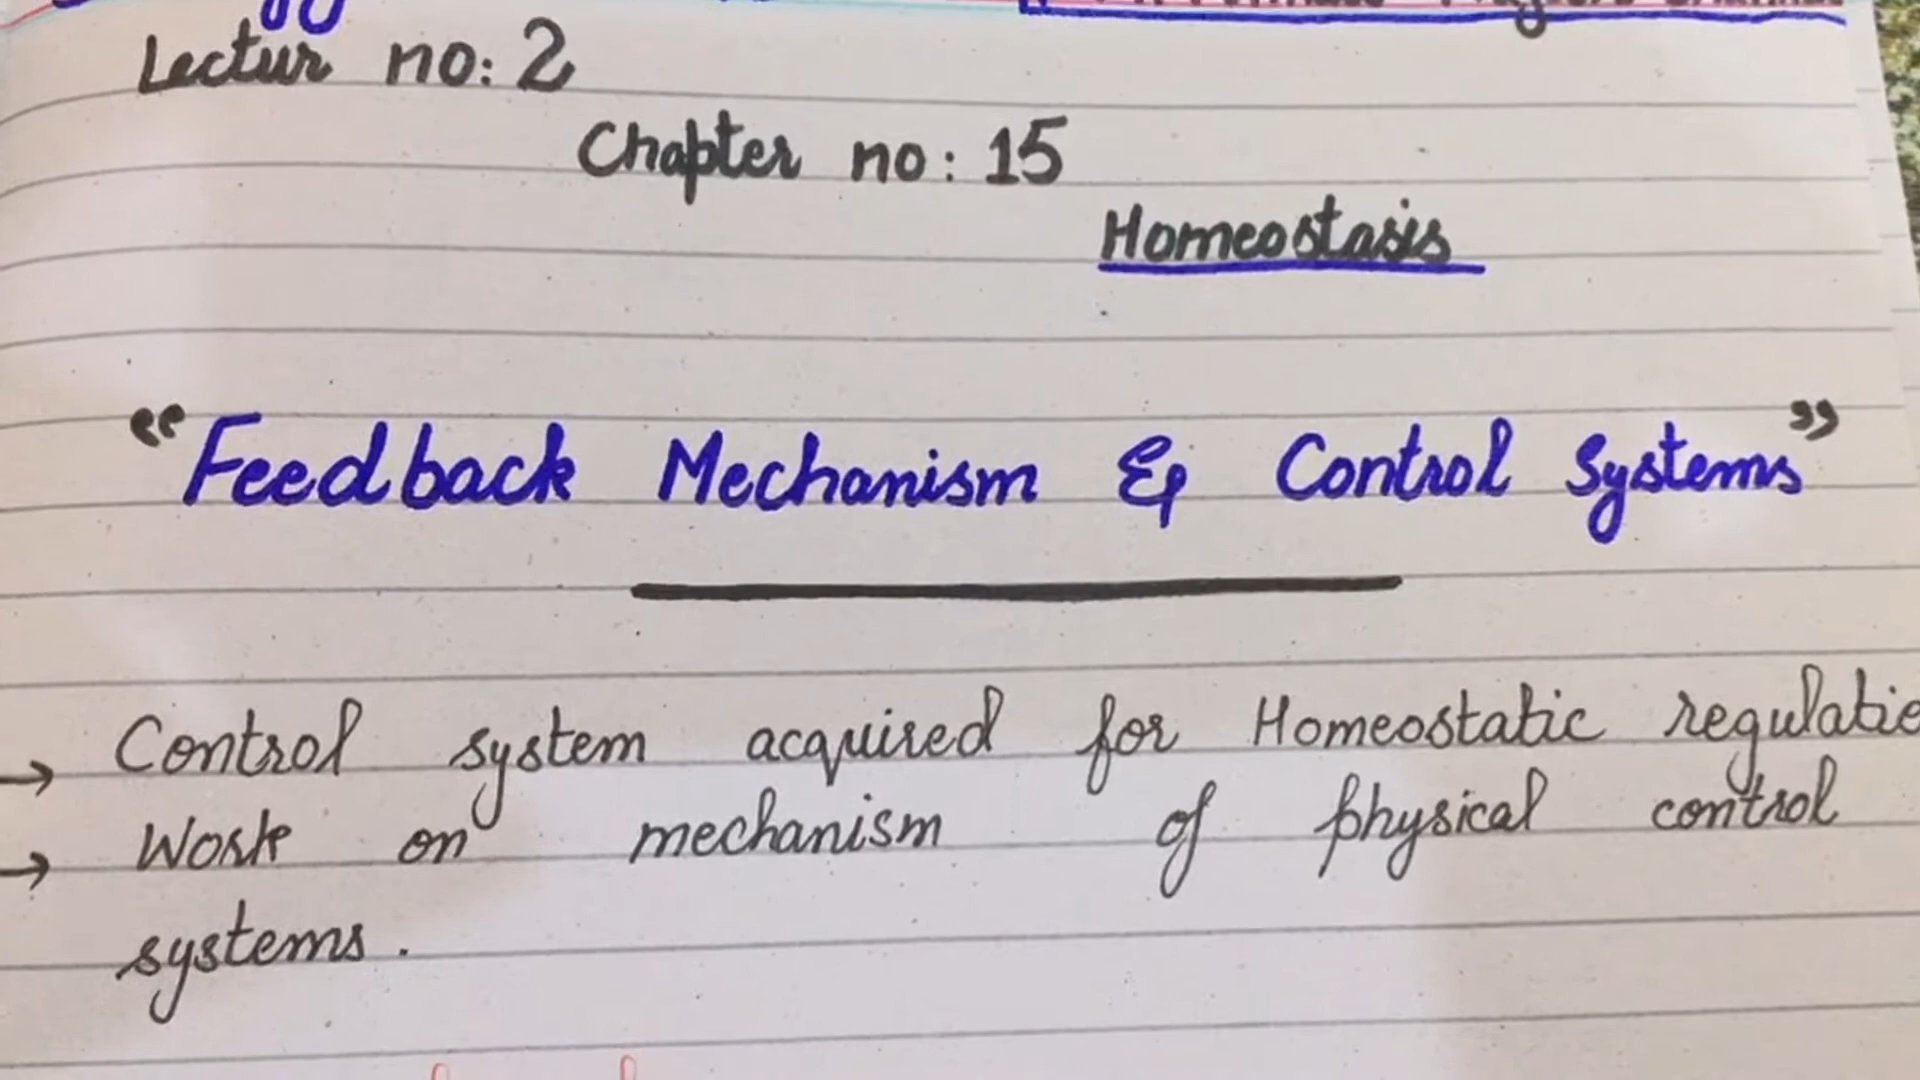 Lectur no: 2
Chapter no: 15
Homeostasis
"Feedback Mechanism & Control Systems"
→ Control system acquired for Homeostatic regulatio
→ Work on mechanism of physical control
systems.